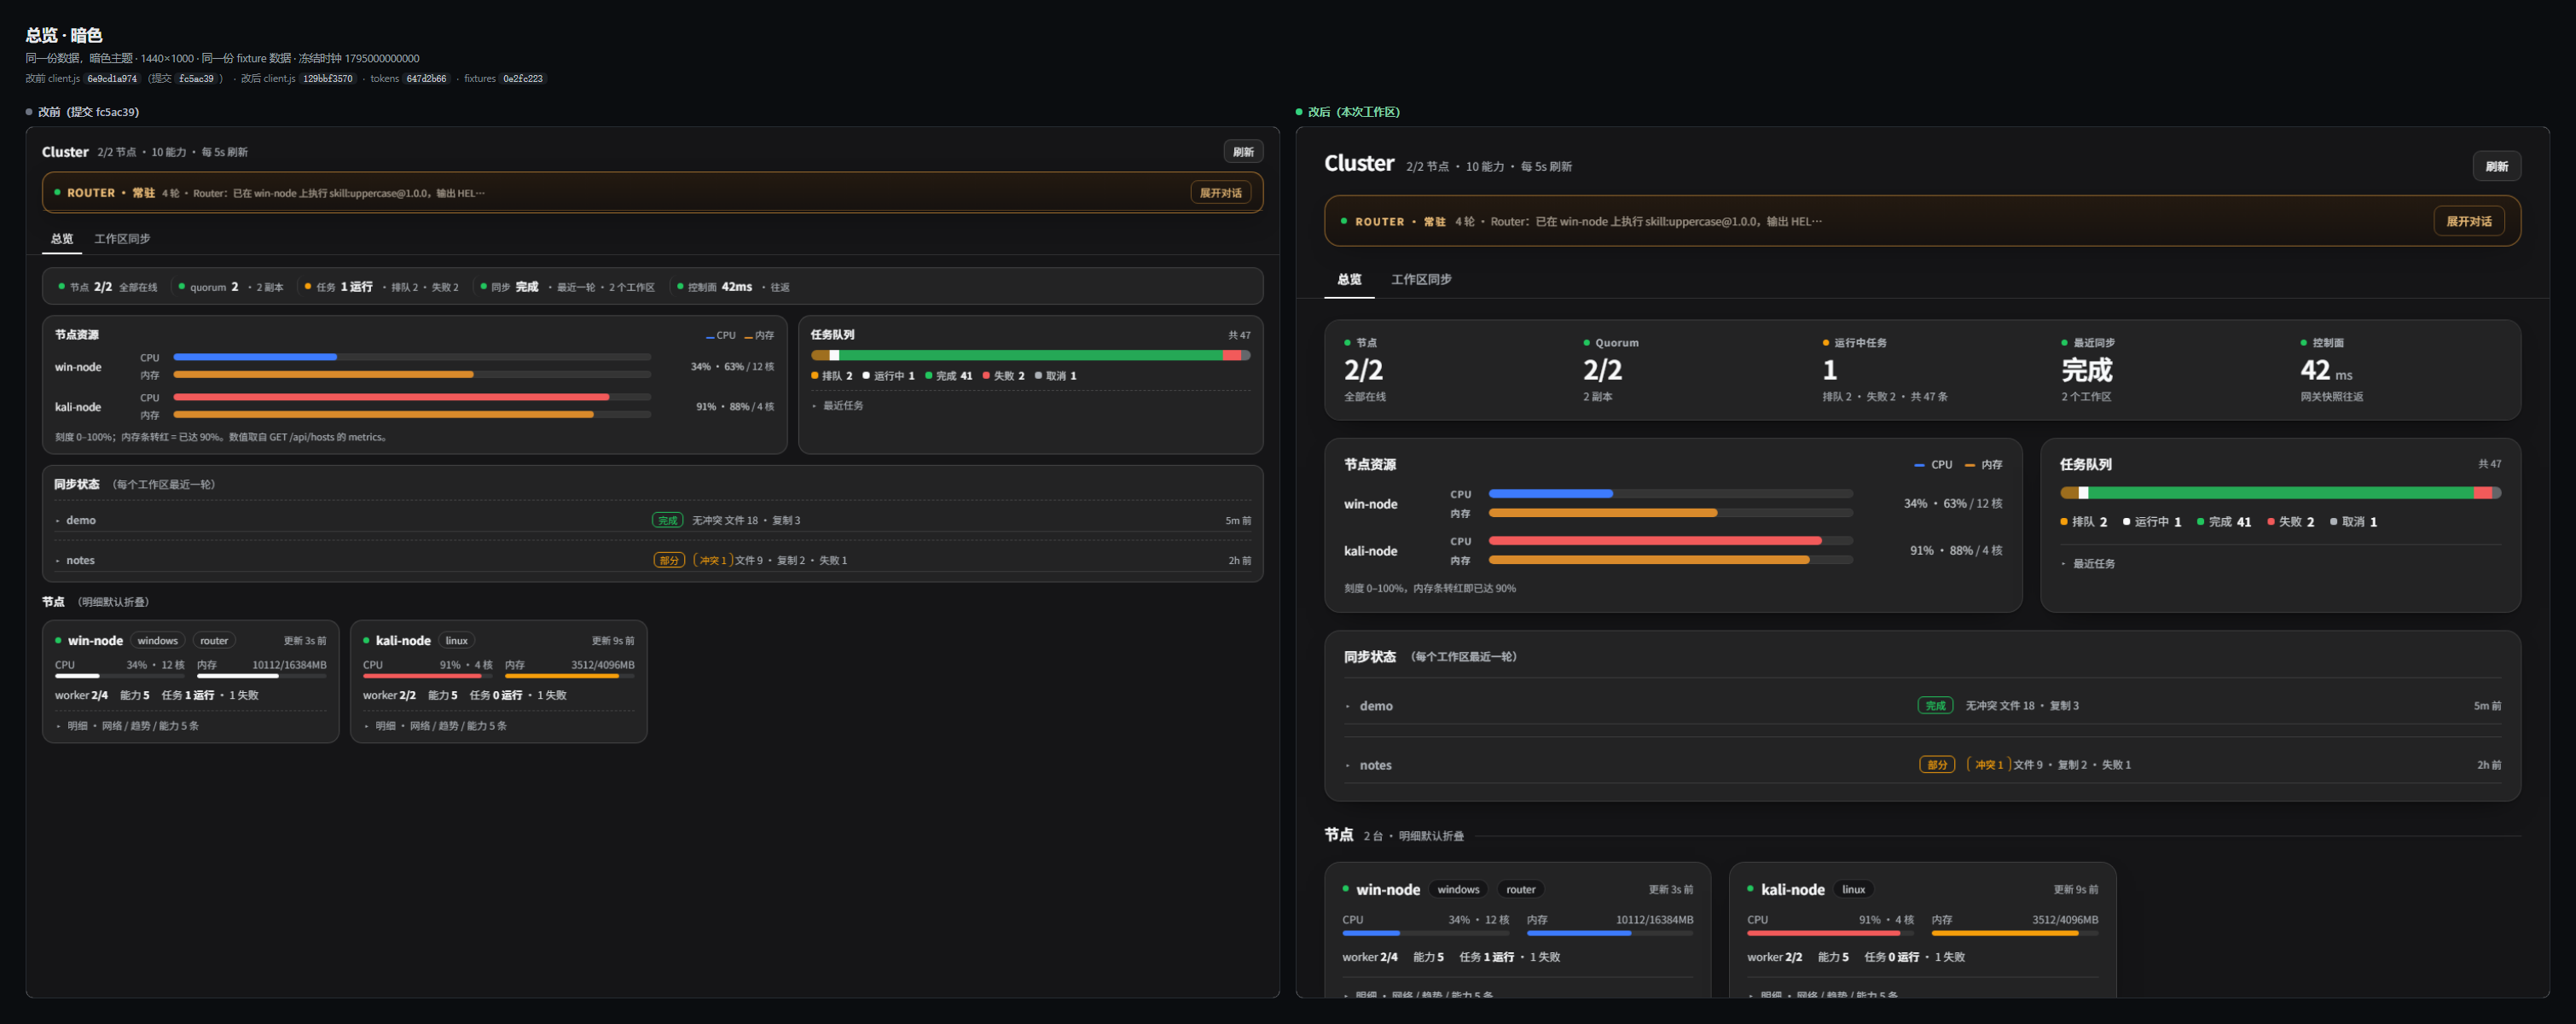 总览 · 暗色
同一份数据，暗色主题 · 1440×1000 · 同一份 fixture 数据 · 冻结时钟 1795000000000
改前 client.js 6e9cd1a974 （提交 fc5ac39 ） · 改后 client.js 129bbf3570 · tokens 647d2b66 · fixtures 0e2fc223
改前（提交 fc5ac39）
Cluster 2/2 节点 · 10 能力 · 每 5s 刷新
刷新
ROUTER · 常驻 4 轮 · Router：已在 win-node 上执行 skill:uppercase@1.0.0，输出 HEL…
展开对话
总览 工作区同步
节点 2/2 全部在线 quorum 2 · 2 副本 任务 1 运行 · 排队 2 · 失败 2 同步 完成 · 最近一轮 · 2 个工作区 控制面 42ms · 往返
节点资源 CPU 内存
win-node CPU 34% · 63% / 12 核
内存
kali-node CPU 91% · 88% / 4 核
内存
刻度 0–100%；内存条转红 = 已达 90%。数值取自 GET /api/hosts 的 metrics。
任务队列 共 47
排队 2 运行中 1 完成 41 失败 2 取消 1
最近任务
同步状态 （每个工作区最近一轮）
demo 完成 无冲突 文件 18 · 复制 3 5m 前
notes 部分 冲突 1 文件 9 · 复制 2 · 失败 1 2h 前
节点 （明细默认折叠）
win-node windows router 更新 3s 前
CPU 34% · 12 核 内存 10112/16384MB
worker 2/4 能力 5 任务 1 运行 · 1 失败
明细 · 网络 / 趋势 / 能力 5 条
kali-node linux 更新 9s 前
CPU 91% · 4 核 内存 3512/4096MB
worker 2/2 能力 5 任务 0 运行 · 1 失败
明细 · 网络 / 趋势 / 能力 5 条
改后（本次工作区）
Cluster 2/2 节点 · 10 能力 · 每 5s 刷新
刷新
ROUTER · 常驻 4 轮 · Router：已在 win-node 上执行 skill:uppercase@1.0.0，输出 HEL…
展开对话
总览 工作区同步
节点
2/2
全部在线
Quorum
2/2
2 副本
运行中任务
1
排队 2 · 失败 2 · 共 47 条
最近同步
完成
2 个工作区
控制面
42 ms
网关快照往返
节点资源 CPU 内存
win-node CPU 34% · 63% / 12 核
内存
kali-node CPU 91% · 88% / 4 核
内存
刻度 0–100%，内存条转红即已达 90%
任务队列 共 47
排队 2 运行中 1 完成 41 失败 2 取消 1
最近任务
同步状态 （每个工作区最近一轮）
demo 完成 无冲突 文件 18 · 复制 3 5m 前
notes 部分 冲突 1 文件 9 · 复制 2 · 失败 1 2h 前
节点 2 台 · 明细默认折叠
win-node windows router 更新 3s 前
CPU 34% · 12 核 内存 10112/16384MB
worker 2/4 能力 5 任务 1 运行 · 1 失败
明细 · 网络 / 趋势 / 能力 5 条
kali-node linux 更新 9s 前
CPU 91% · 4 核 内存 3512/4096MB
worker 2/2 能力 5 任务 0 运行 · 1 失败
明细 · 网络 / 趋势 / 能力 5 条